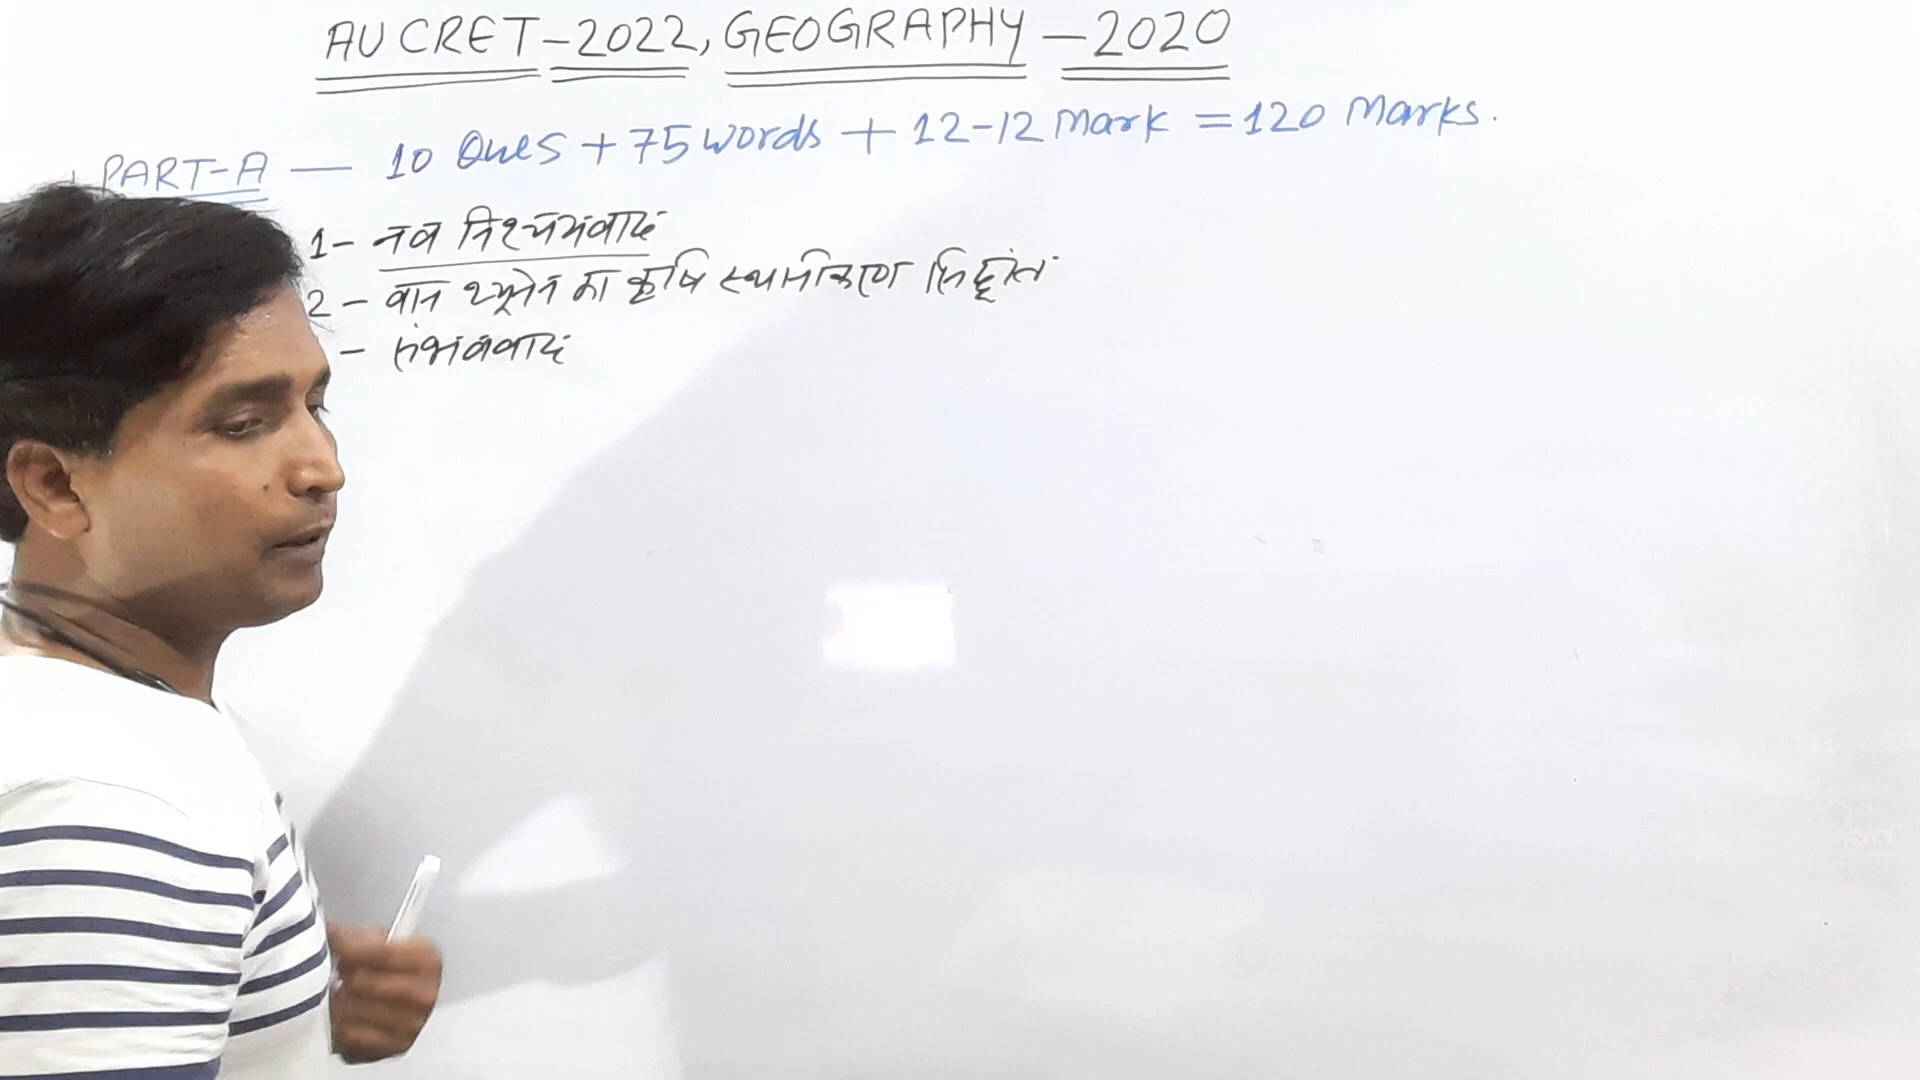 AU CRET-2022, GEOGRAPHY-2020
PART-A — 10 Ques + 75 words + 12-12 Mark = 120 Marks.
1- नव निश्चयवाद
2- वान थ्यूनेन का कृषि स्थानीकरण सिद्धांत
- संभववाद